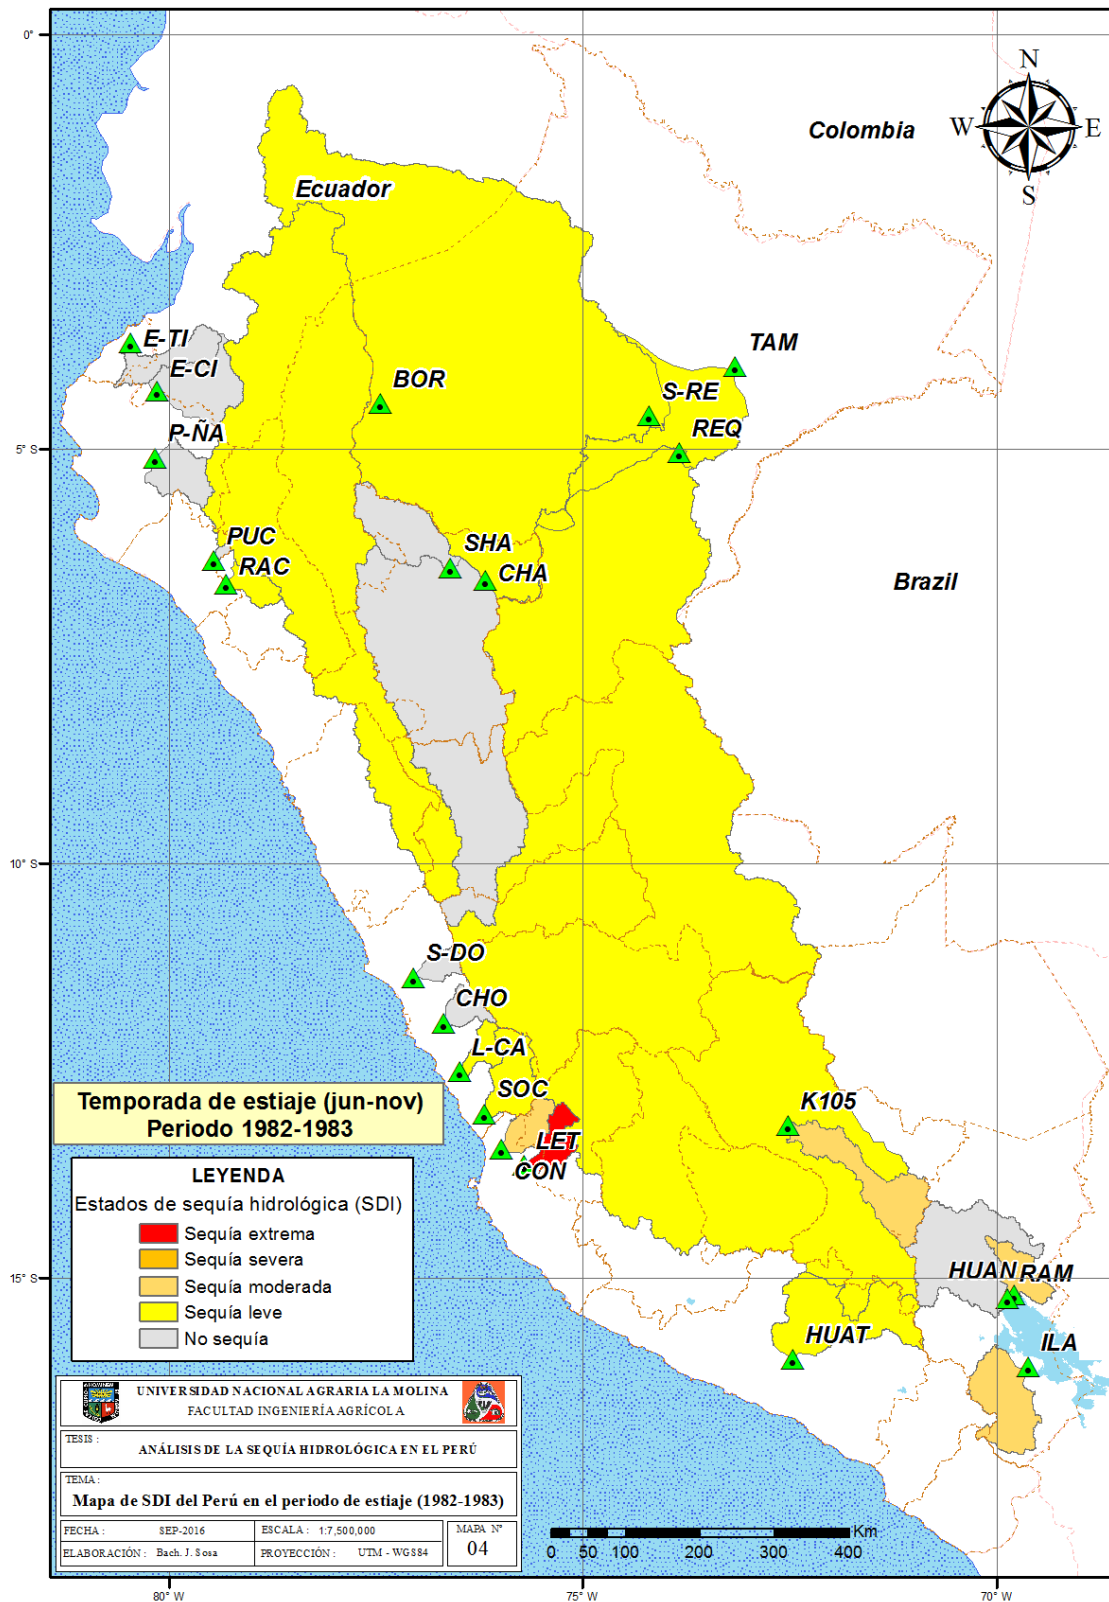 0°
N
W
E
S
Colombia
Ecuador
E-TI
E-CI
TAM
BOR
S-RE
REQ
P-ÑA
5° S
PUC
RAC
SHA
CHA
Brazil
10° S
S-DO
CHO
L-CA
SOC
K105
LET
CON
Temporada de estiaje (jun-nov)
Periodo 1982-1983
LEYENDA
Estados de sequía hidrológica (SDI)
Sequía extrema
Sequía severa
Sequía moderada
Sequía leve
No sequía
15° S
HUAN
RAM
HUAT
ILA
UNIVERSIDAD NACIONAL AGRARIA LA MOLINA
FACULTAD INGENIERÍA AGRÍCOLA
TESIS :
ANÁLISIS DE LA SEQUÍA HIDROLÓGICA EN EL PERÚ
TEMA :
Mapa de SDI del Perú en el periodo de estiaje (1982-1983)
FECHA : SEP-2016
ESCALA : 1:7,500,000
MAPA N°
04
ELABORACIÓN : Bach. J. Sosa
PROYECCIÓN : UTM - WGS84
Km
0 50 100 200 300 400
80° W
75° W
70° W